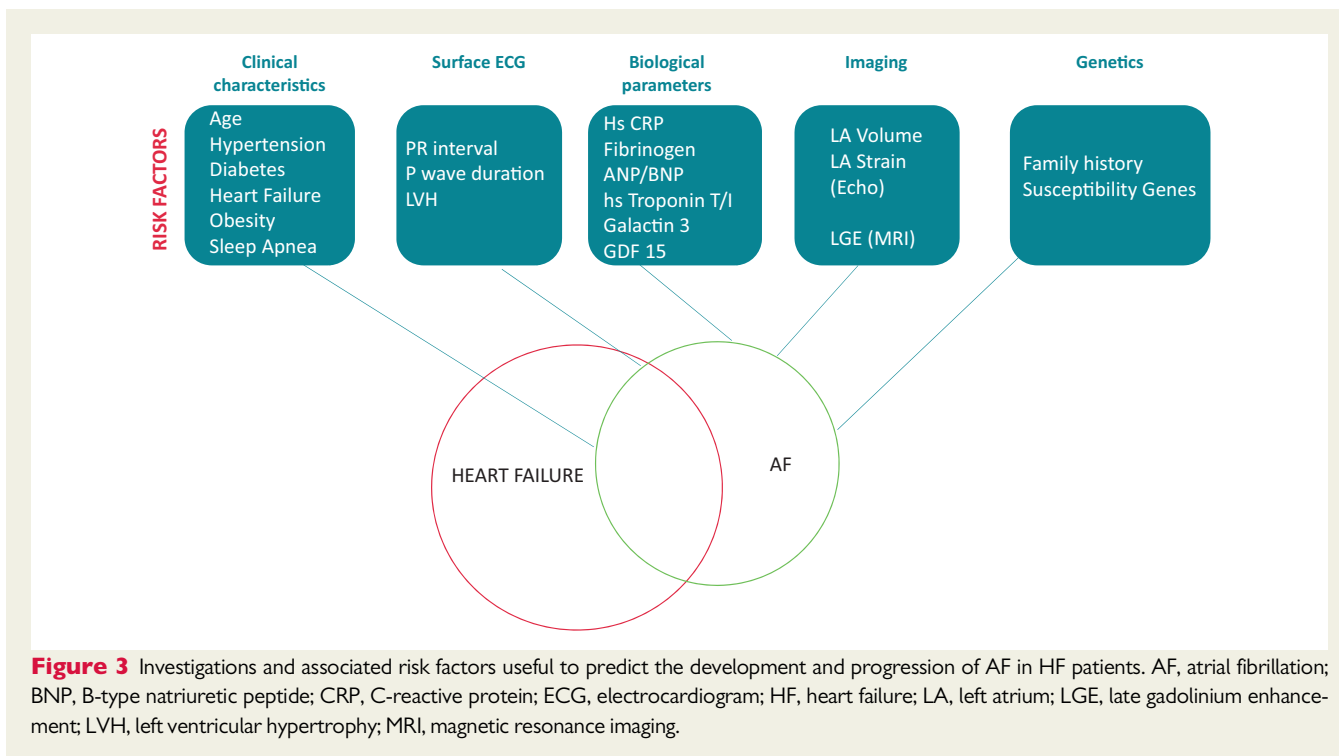 Clinical
characteristics
Surface ECG
Biological
parameters
Imaging
Genetics
RISK FACTORS
Age
Hypertension
Diabetes
Heart Failure
Obesity
Sleep Apnea
PR interval
P wave duration
LVH
Hs CRP
Fibrinogen
ANP/BNP
hs Troponin T/I
Galactin 3
GDF 15
LA Volume
LA Strain
(Echo)
LGE (MRI)
Family history
Susceptibility Genes
HEART FAILURE
AF
Figure 3 Investigations and associated risk factors useful to predict the development and progression of AF in HF patients. AF, atrial fibrillation;
BNP, B-type natriuretic peptide; CRP, C-reactive protein; ECG, electrocardiogram; HF, heart failure; LA, left atrium; LGE, late gadolinium enhance-
ment; LVH, left ventricular hypertrophy; MRI, magnetic resonance imaging.